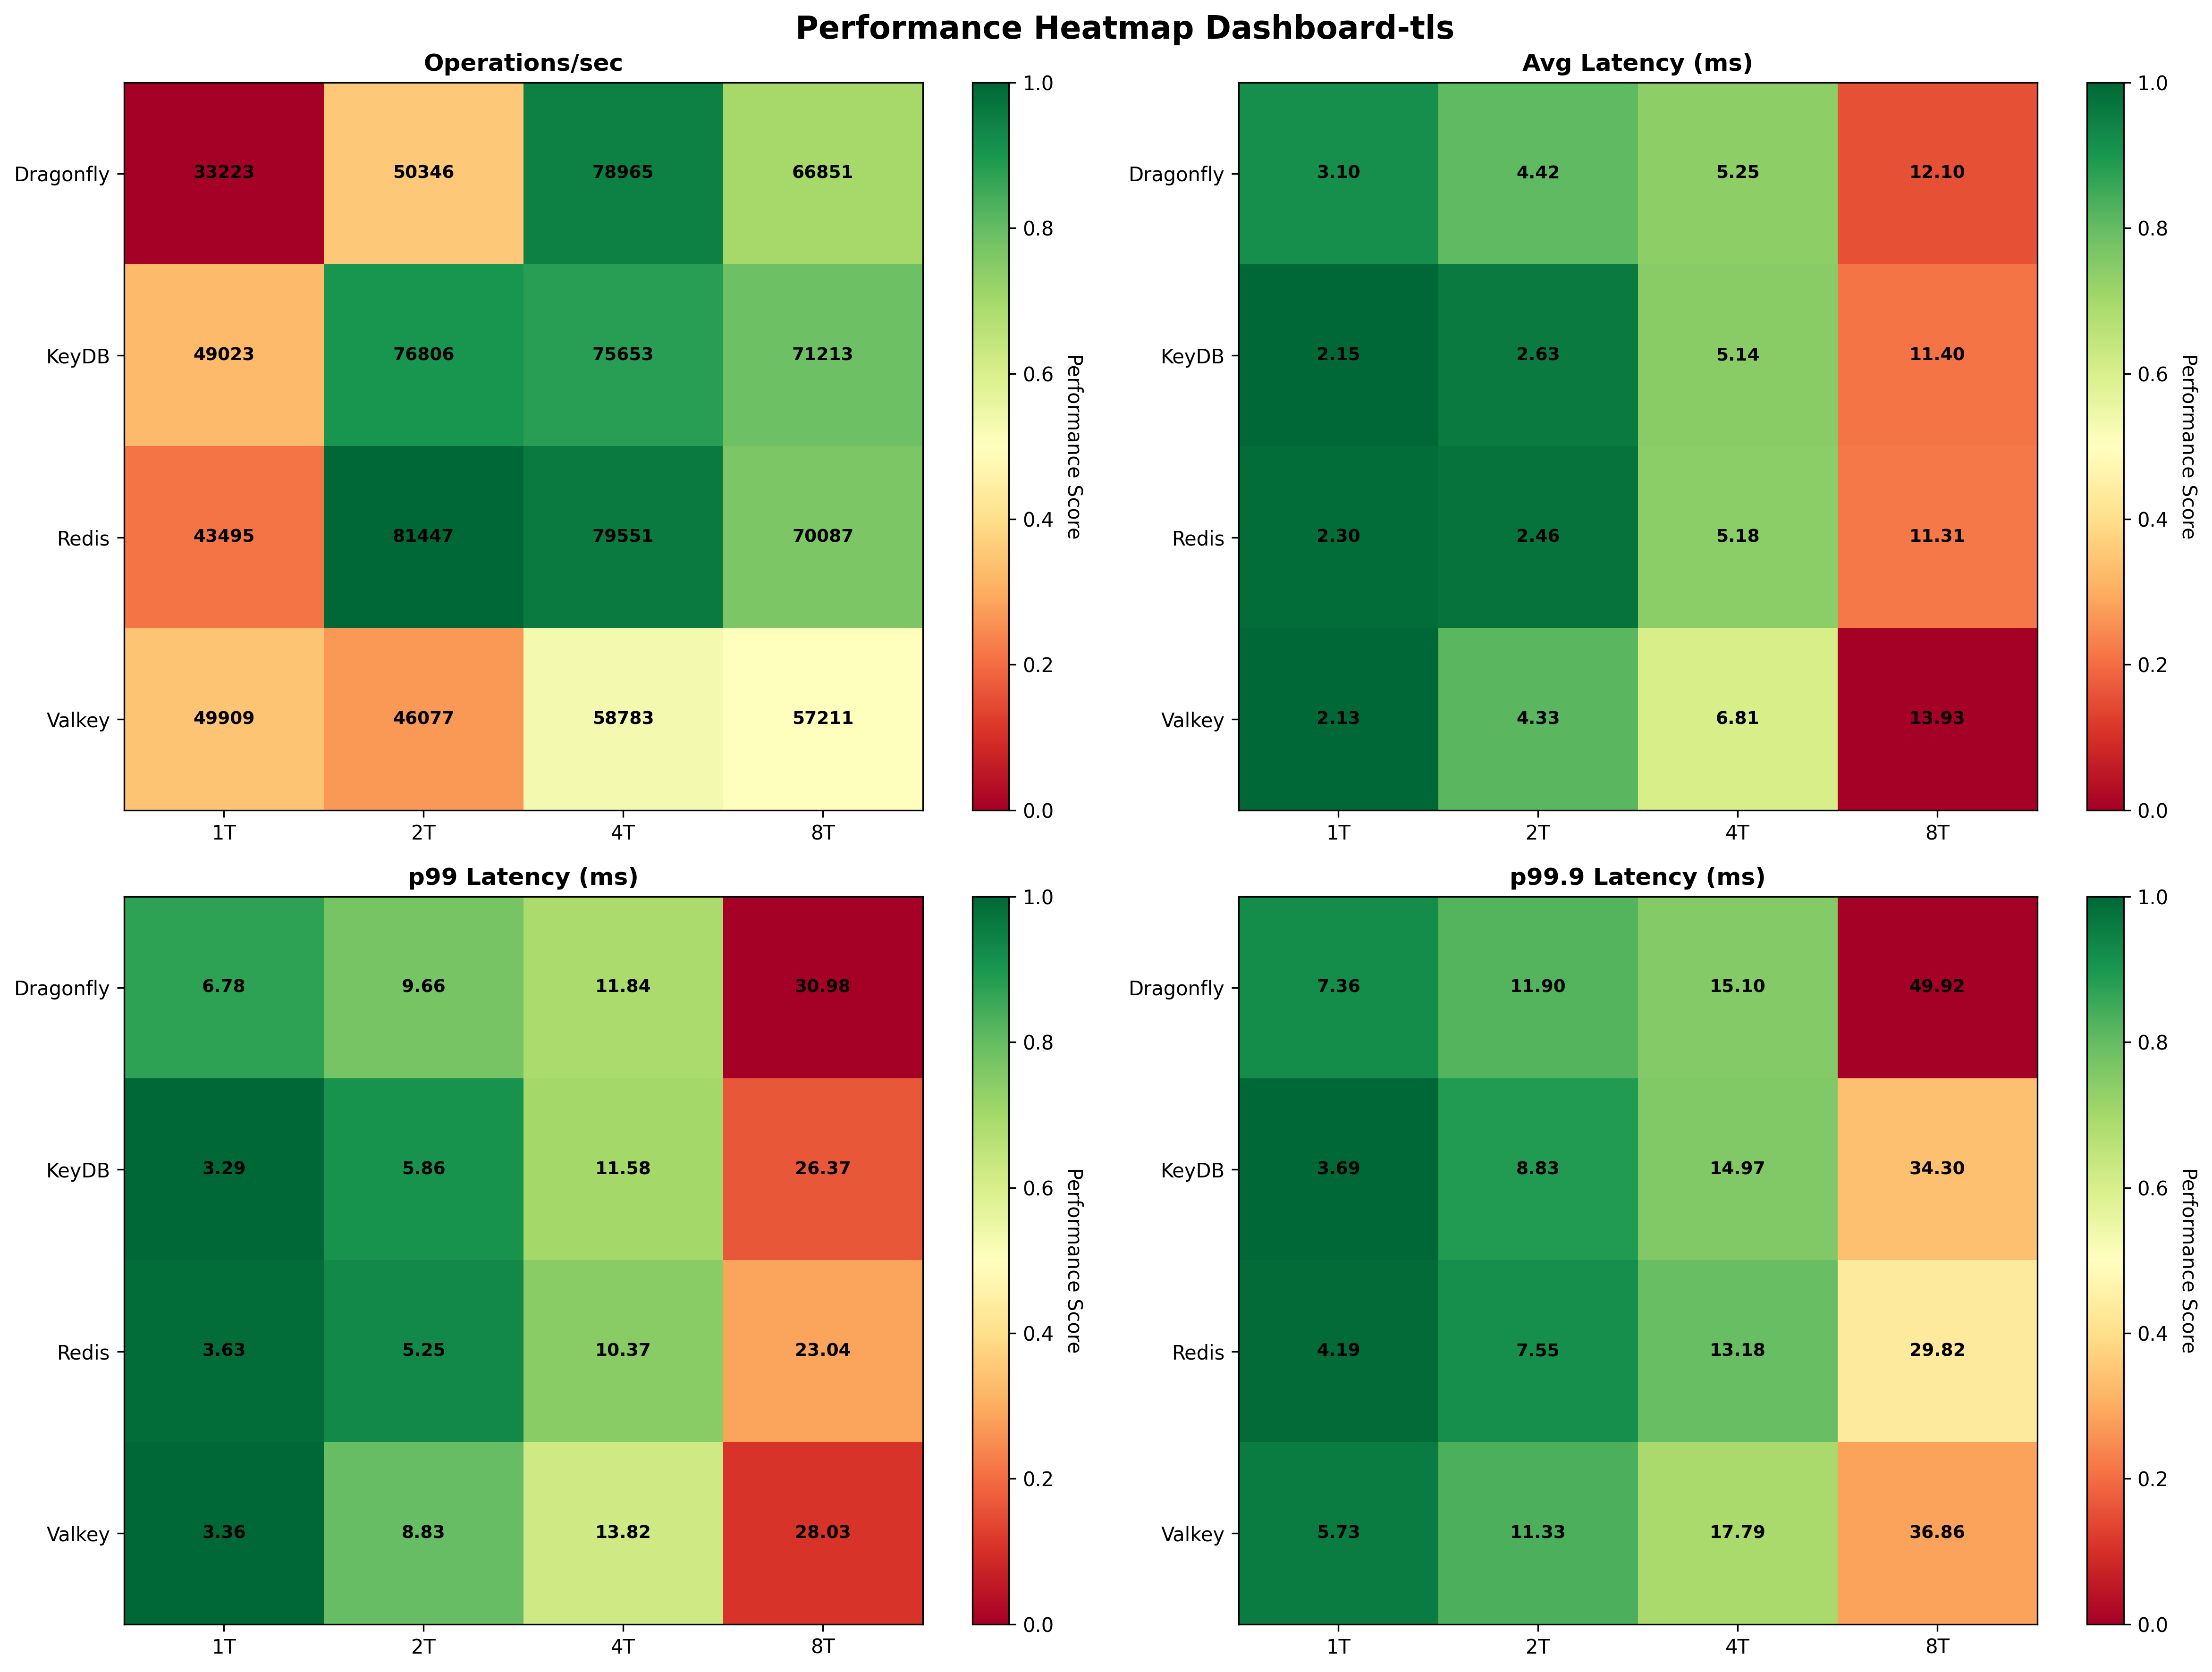 Performance Heatmap Dashboard-tls
Operations/sec
Dragonfly 33223 50346 78965 66851
KeyDB 49023 76806 75653 71213
Redis 43495 81447 79551 70087
Valkey 49909 46077 58783 57211
1T 2T 4T 8T
1.0
0.8
0.6
0.4
0.2
0.0
Performance Score
Avg Latency (ms)
Dragonfly 3.10 4.42 5.25 12.10
KeyDB 2.15 2.63 5.14 11.40
Redis 2.30 2.46 5.18 11.31
Valkey 2.13 4.33 6.81 13.93
1T 2T 4T 8T
1.0
0.8
0.6
0.4
0.2
0.0
Performance Score
p99 Latency (ms)
Dragonfly 6.78 9.66 11.84 30.98
KeyDB 3.29 5.86 11.58 26.37
Redis 3.63 5.25 10.37 23.04
Valkey 3.36 8.83 13.82 28.03
1T 2T 4T 8T
1.0
0.8
0.6
0.4
0.2
0.0
Performance Score
p99.9 Latency (ms)
Dragonfly 7.36 11.90 15.10 49.92
KeyDB 3.69 8.83 14.97 34.30
Redis 4.19 7.55 13.18 29.82
Valkey 5.73 11.33 17.79 36.86
1T 2T 4T 8T
1.0
0.8
0.6
0.4
0.2
0.0
Performance Score